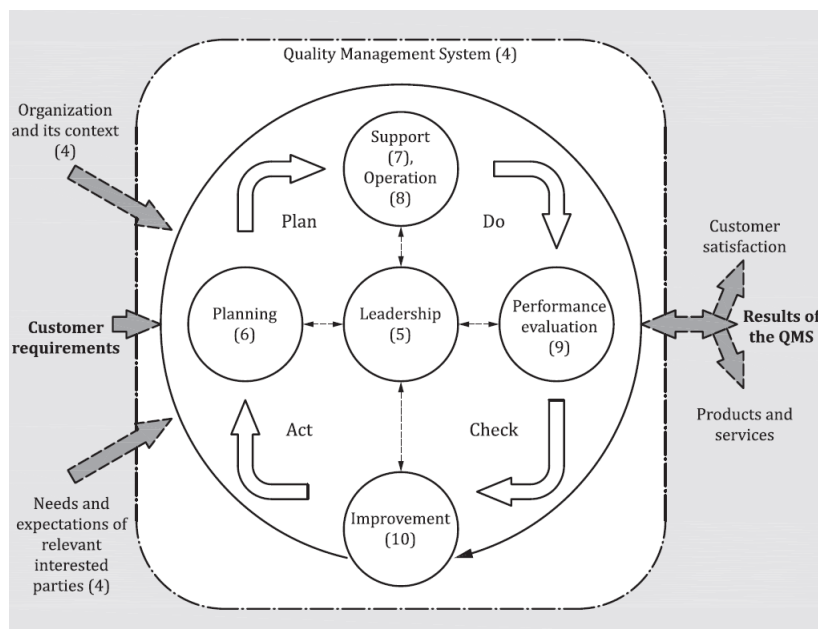 Quality Management System (4)
Organization
and its context
(4)
Support
(7),
Operation
(8)
Plan
Do
Customer
satisfaction
Planning
(6)
Leadership
(5)
Performance
evaluation
(9)
Customer
requirements
Results of
the QMS
Act
Check
Products and
services
Needs and
expectations of
relevant
interested
parties (4)
Improvement
(10)